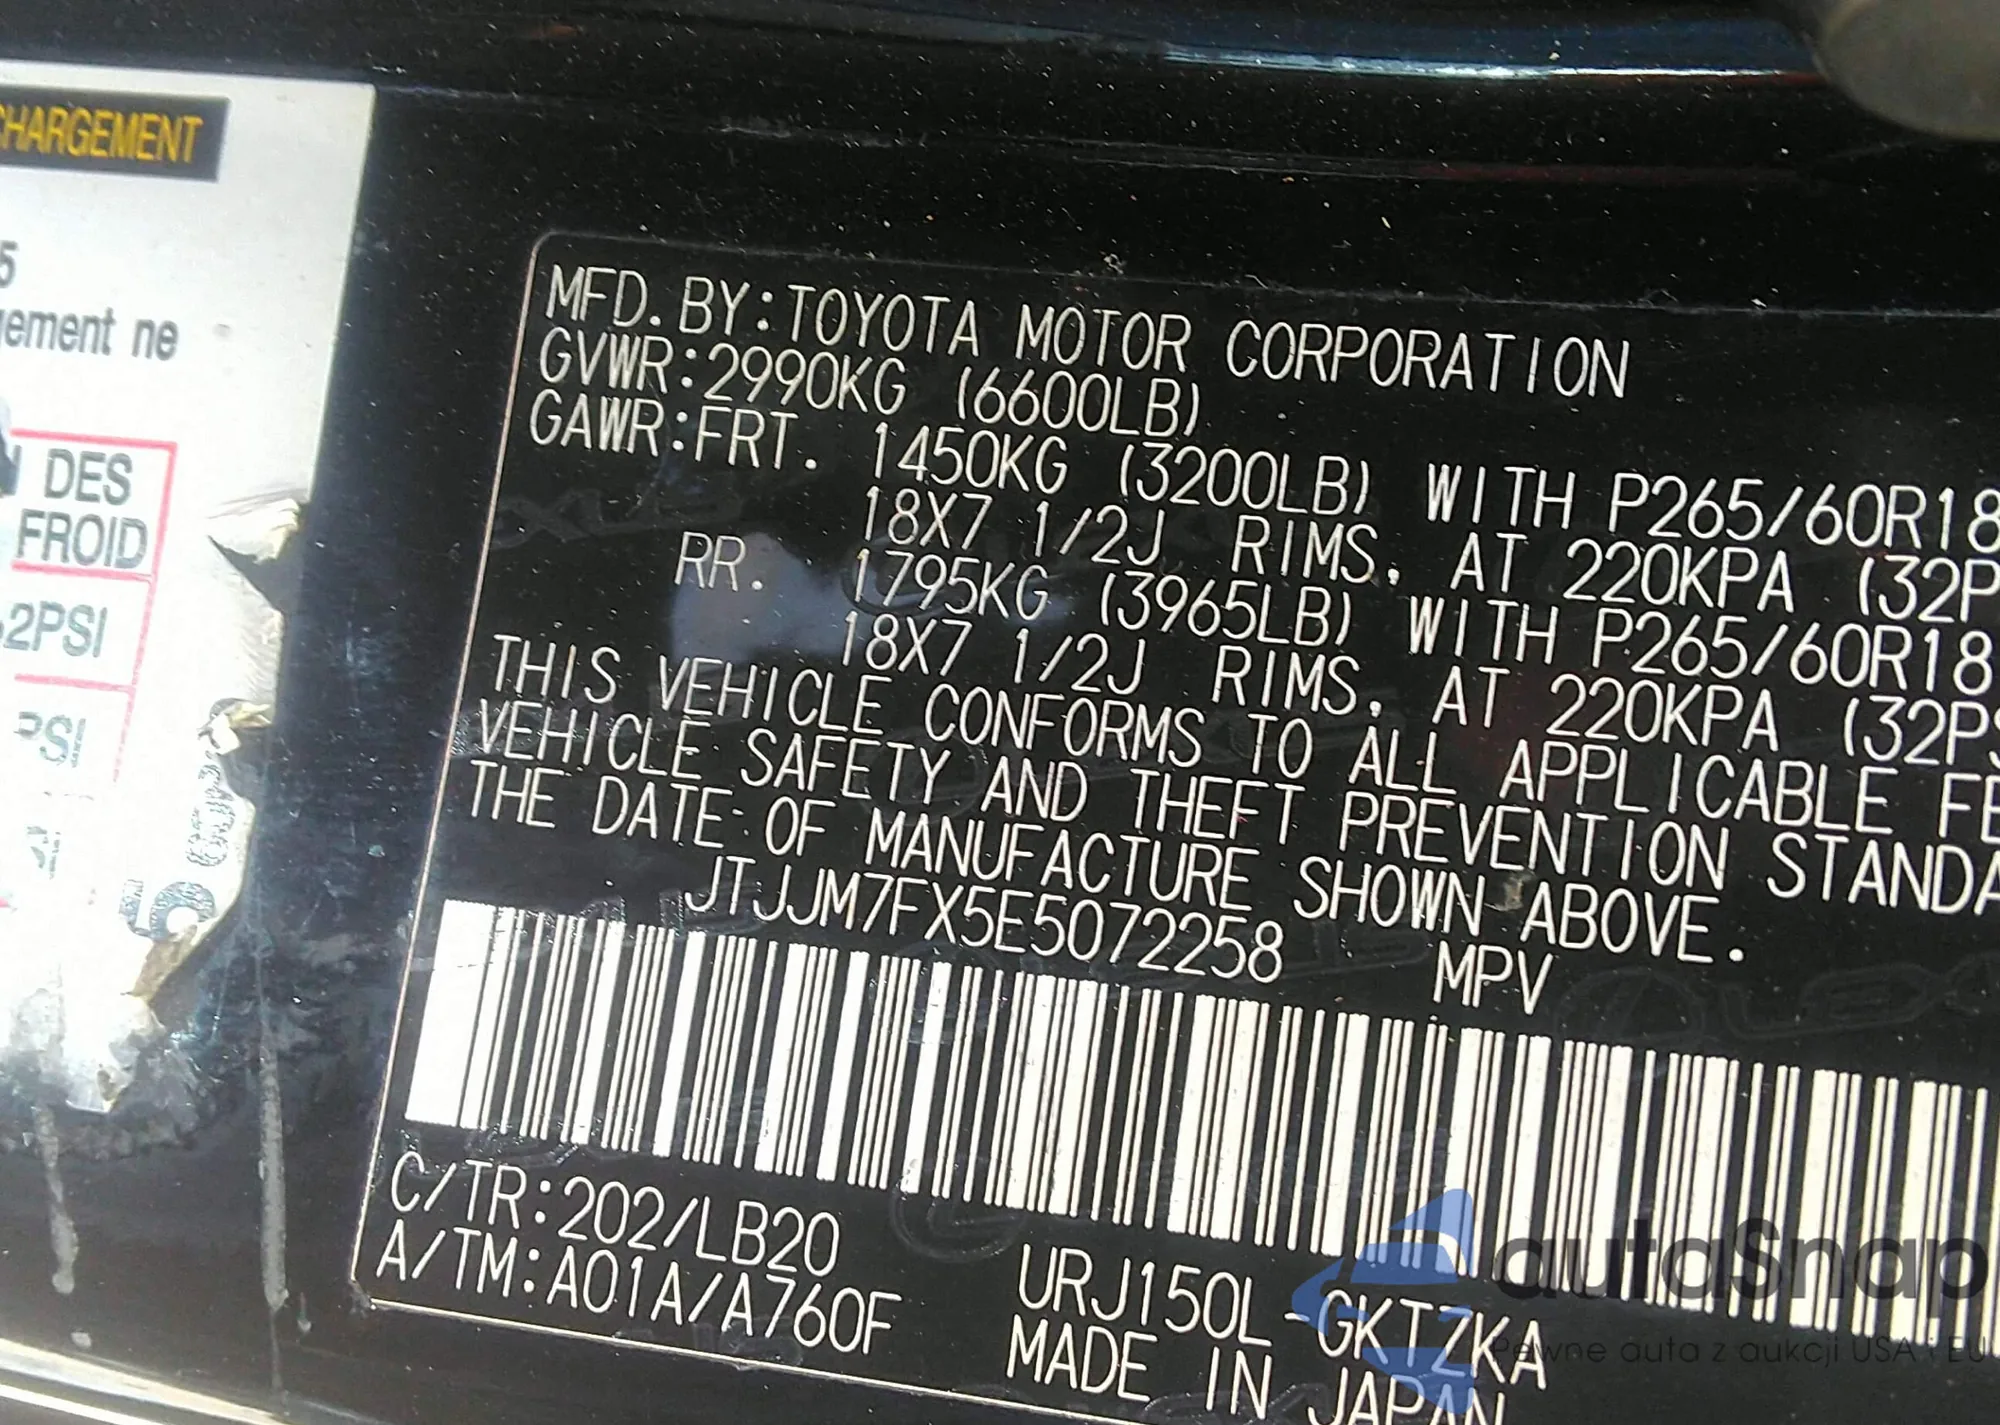 CHARGEMENT
5
gement ne
DES
FROID
2PSI
PSI
MFD. BY:TOYOTA MOTOR CORPORATION
GVWR:2990KG (6600LB)
GAWR:FRT. 1450KG (3200LB) WITH P265/60R18
18X7 1/2J RIMS, AT 220KPA (32P
RR. 1795KG (3965LB) WITH P265/60R18
18X7 1/2J RIMS, AT 220KPA (32PS
THIS VEHICLE CONFORMS TO ALL APPLICABLE FE
VEHICLE SAFETY AND THEFT PREVENTION STANDA
THE DATE OF MANUFACTURE SHOWN ABOVE.
JTJJM7FX5E5072258 MPV
C/TR:202/LB20
A/TM:A01A/A760F
URJ150L-GKTZKA
MADE IN JAPAN
autaSnap
Pewne auta z aukcji USA i EU